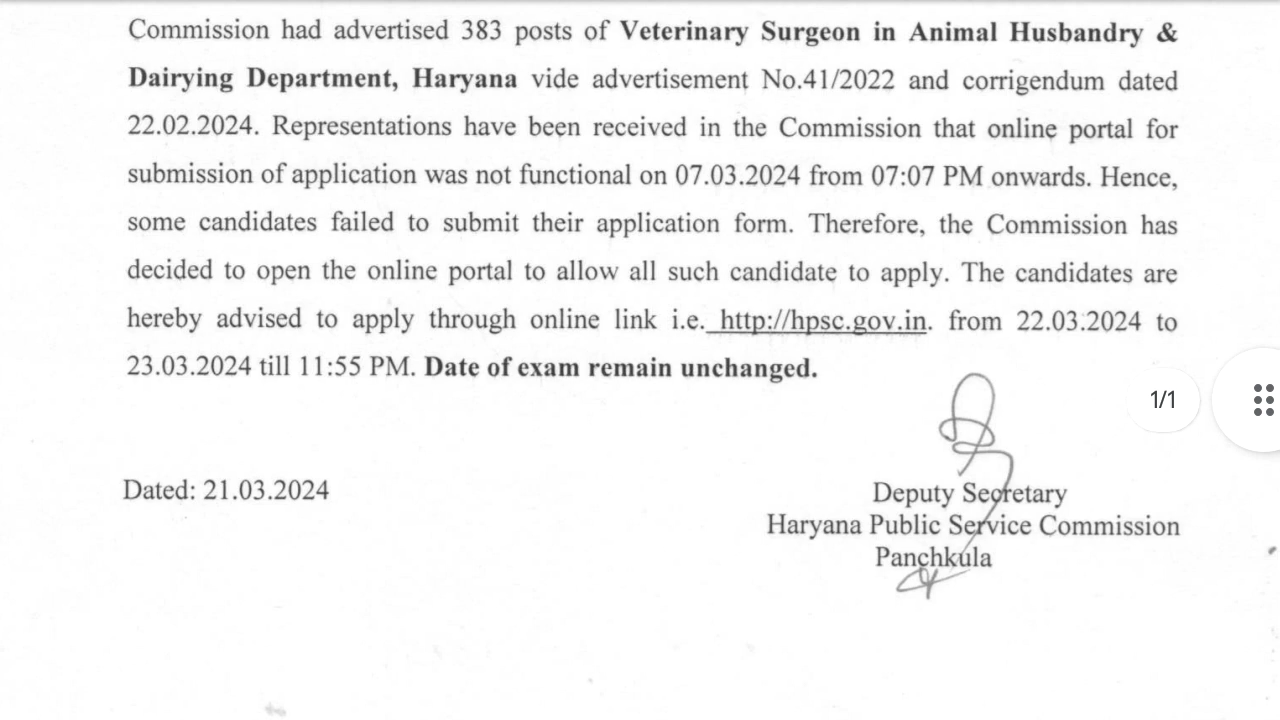 Commission had advertised 383 posts of Veterinary Surgeon in Animal Husbandry &
Dairying Department, Haryana vide advertisement No.41/2022 and corrigendum dated
22.02.2024. Representations have been received in the Commission that online portal for
submission of application was not functional on 07.03.2024 from 07:07 PM onwards. Hence,
some candidates failed to submit their application form. Therefore, the Commission has
decided to open the online portal to allow all such candidate to apply. The candidates are
hereby advised to apply through online link i.e. http://hpsc.gov.in. from 22.03.2024 to
23.03.2024 till 11:55 PM. Date of exam remain unchanged.
1/1
Dated: 21.03.2024
Deputy Secretary
Haryana Public Service Commission
Panchkula